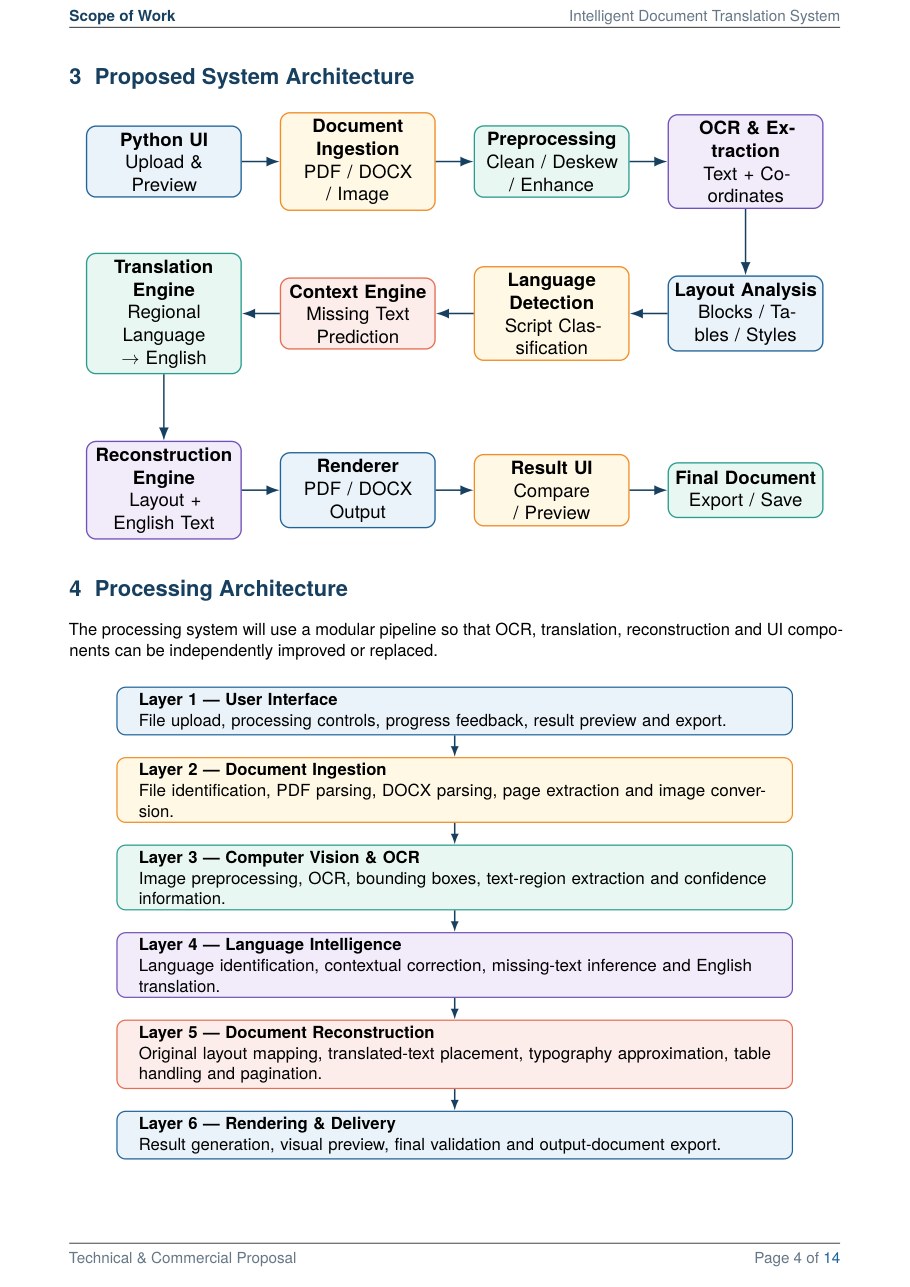 Scope of Work
Intelligent Document Translation System
3 Proposed System Architecture
Python UI
Upload &
Preview
Document
Ingestion
PDF / DOCX
/ Image
Preprocessing
Clean / Deskew
/ Enhance
OCR & Ex-
traction
Text + Co-
ordinates
Translation
Engine
Regional
Language
→ English
Context Engine
Missing Text
Prediction
Language
Detection
Script Clas-
sification
Layout Analysis
Blocks / Ta-
bles / Styles
Reconstruction
Engine
Layout +
English Text
Renderer
PDF / DOCX
Output
Result UI
Compare
/ Preview
Final Document
Export / Save
4 Processing Architecture
The processing system will use a modular pipeline so that OCR, translation, reconstruction and UI compo-
nents can be independently improved or replaced.
Layer 1 — User Interface
File upload, processing controls, progress feedback, result preview and export.
Layer 2 — Document Ingestion
File identification, PDF parsing, DOCX parsing, page extraction and image conver-
sion.
Layer 3 — Computer Vision & OCR
Image preprocessing, OCR, bounding boxes, text-region extraction and confidence
information.
Layer 4 — Language Intelligence
Language identification, contextual correction, missing-text inference and English
translation.
Layer 5 — Document Reconstruction
Original layout mapping, translated-text placement, typography approximation, table
handling and pagination.
Layer 6 — Rendering & Delivery
Result generation, visual preview, final validation and output-document export.
Technical & Commercial Proposal
Page 4 of 14